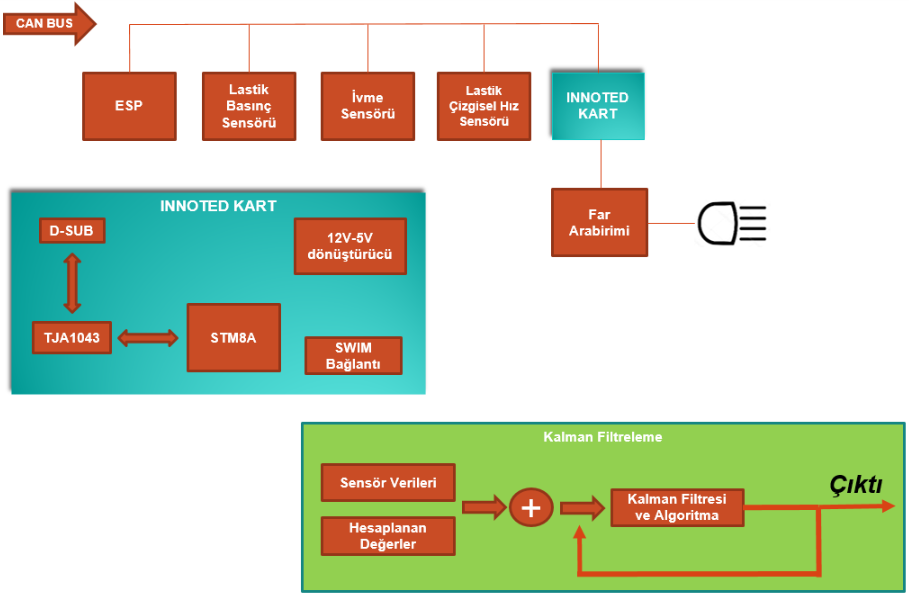 CAN BUS
ESP
Lastik
Basınç
Sensörü
İvme
Sensörü
Lastik
Çizgisel Hız
Sensörü
INNOTED
KART
Far
Arabirimi
INNOTED KART
D-SUB
12V-5V
dönüştürücü
TJA1043
STM8A
SWIM
Bağlantı
Kalman Filtreleme
Sensör Verileri
Hesaplanan
Değerler
+
Kalman Filtresi
ve Algoritma
Çıktı